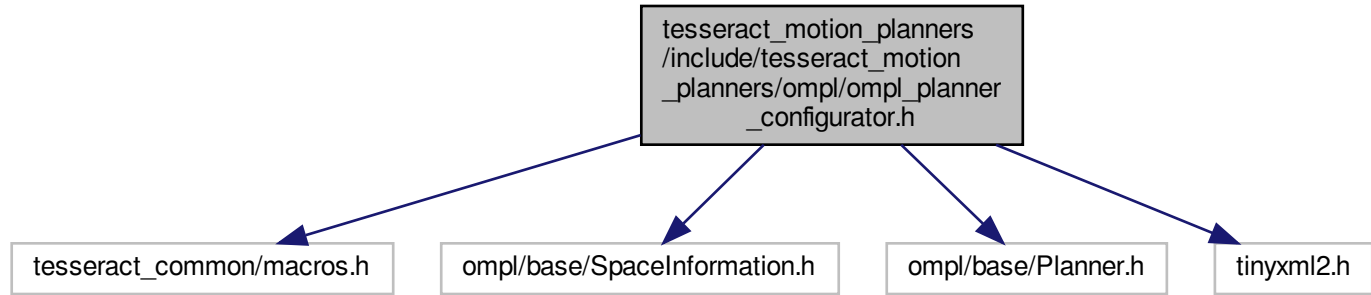 tesseract_motion_planners
/include/tesseract_motion
_planners/ompl/ompl_planner
_configurator.h
tesseract_common/macros.h
ompl/base/SpaceInformation.h
ompl/base/Planner.h
tinyxml2.h